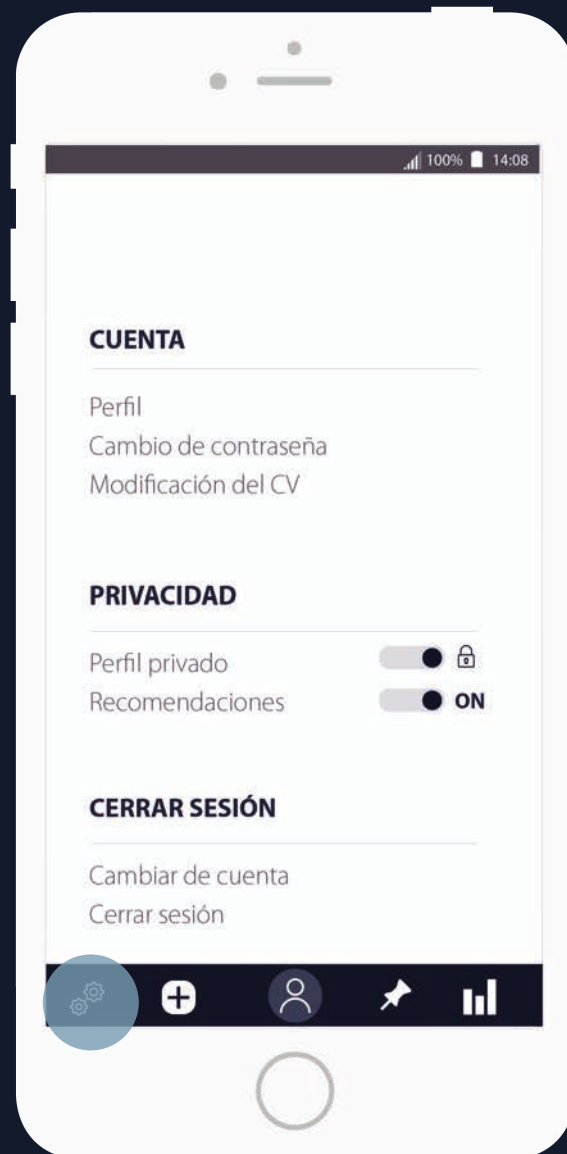 100% 14:08
CUENTA
Perfil
Cambio de contraseña
Modificación del CV
PRIVACIDAD
Perfil privado
Recomendaciones ON
CERRAR SESIÓN
Cambiar de cuenta
Cerrar sesión